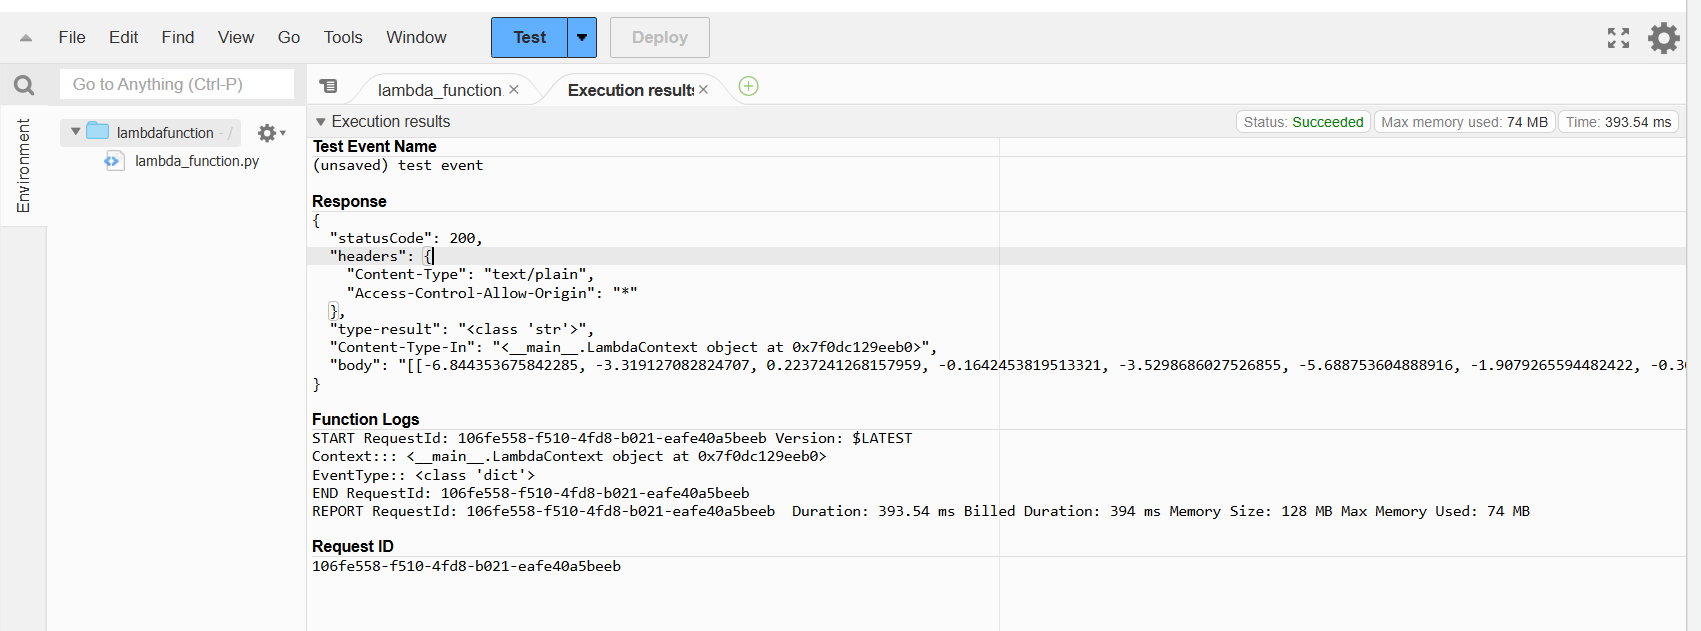 File Edit Find View Go Tools Window Test Deploy
Go to Anything (Ctrl-P)
lambda_function × Execution results ×
Environment
lambdafunction - /
lambda_function.py
Execution results
Status: Succeeded Max memory used: 74 MB Time: 393.54 ms
Test Event Name
(unsaved) test event
Response
{
"statusCode": 200,
"headers": {
"Content-Type": "text/plain",
"Access-Control-Allow-Origin": "*"
},
"type-result": "<class 'str'>",
"Content-Type-In": "<__main__.LambdaContext object at 0x7f0dc129eeb0>",
"body": "[[-6.844353675842285, -3.319127082824707, 0.2237241268157959, -0.1642453819513321, -3.5298686027526855, -5.688753604888916, -1.9079265594482422, -0.3
}
Function Logs
START RequestId: 106fe558-f510-4fd8-b021-eafe40a5beeb Version: $LATEST
Context::: <__main__.LambdaContext object at 0x7f0dc129eeb0>
EventType:: <class 'dict'>
END RequestId: 106fe558-f510-4fd8-b021-eafe40a5beeb
REPORT RequestId: 106fe558-f510-4fd8-b021-eafe40a5beeb Duration: 393.54 ms Billed Duration: 394 ms Memory Size: 128 MB Max Memory Used: 74 MB
Request ID
106fe558-f510-4fd8-b021-eafe40a5beeb